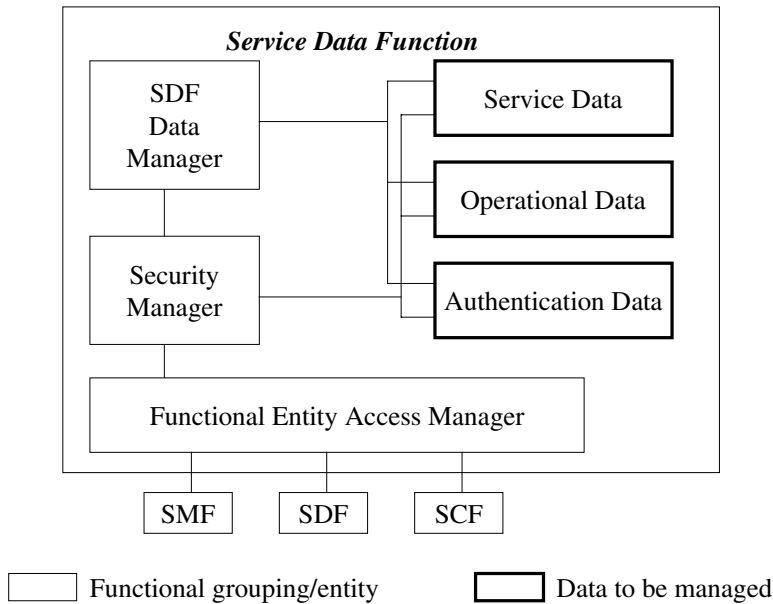 Service Data Function
SDF
Data
Manager
Service Data
Operational Data
Security
Manager
Authentication Data
Functional Entity Access Manager
SMF
SDF
SCF
Functional grouping/entity
Data to be managed